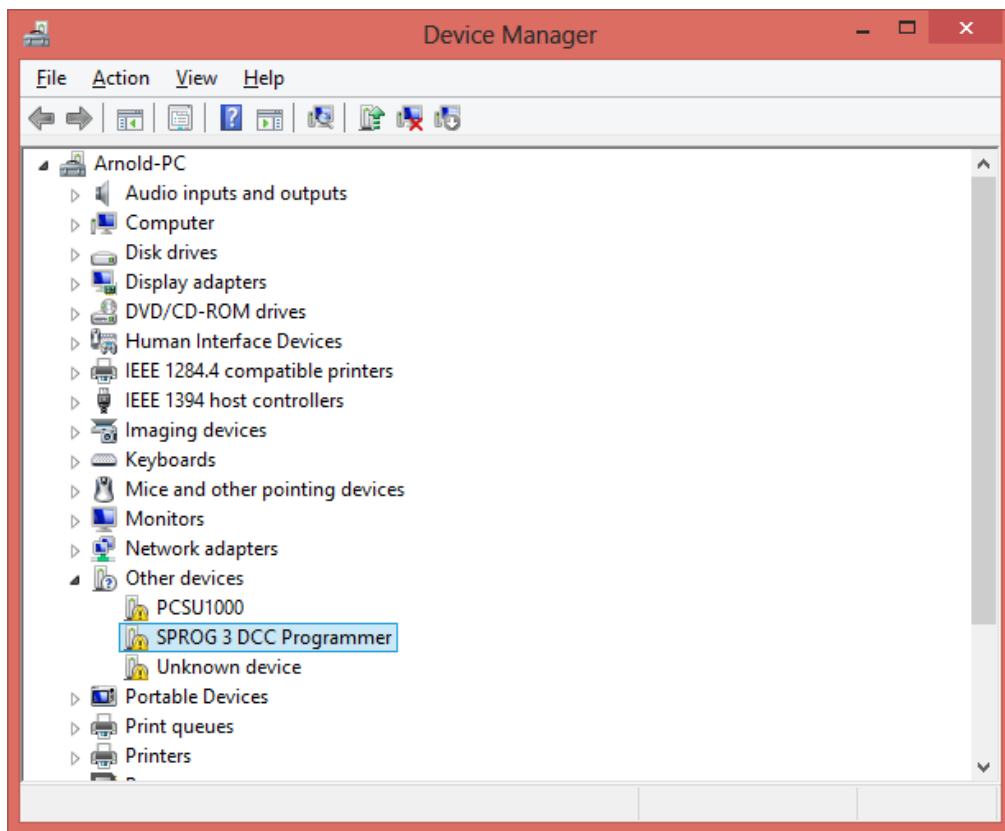 Device Manager
File Action View Help
Arnold-PC
Audio inputs and outputs
Computer
Disk drives
Display adapters
DVD/CD-ROM drives
Human Interface Devices
IEEE 1284.4 compatible printers
IEEE 1394 host controllers
Imaging devices
Keyboards
Mice and other pointing devices
Monitors
Network adapters
Other devices
PCSU1000
SPROG 3 DCC Programmer
Unknown device
Portable Devices
Print queues
Printers